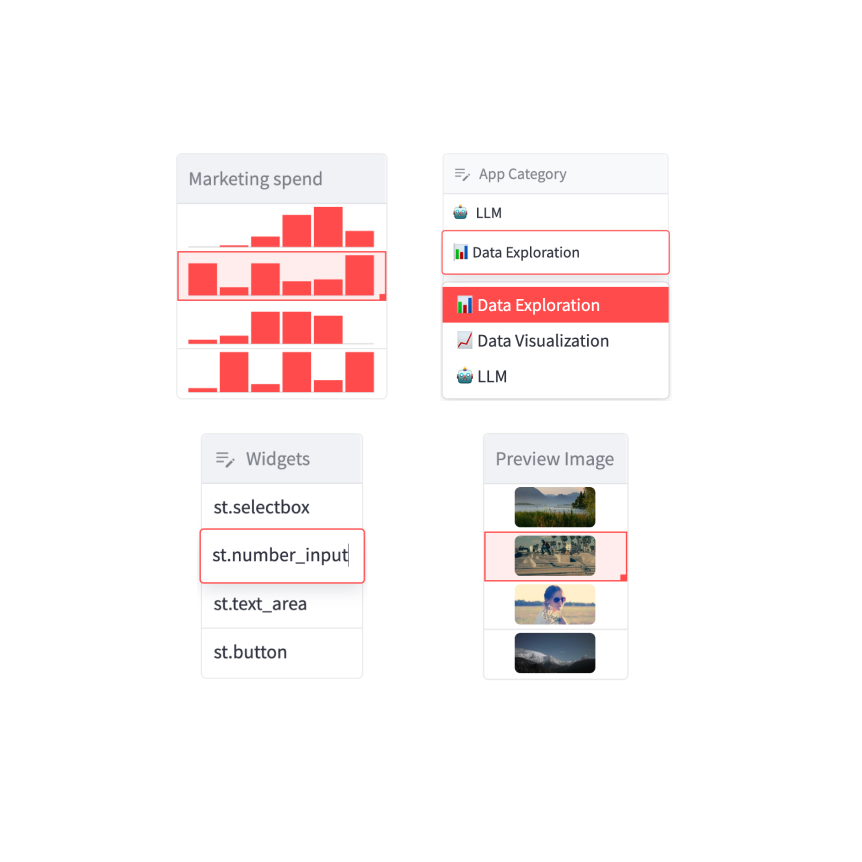 Marketing spend
App Category
🤖 LLM
📊 Data Exploration
📊 Data Exploration
📈 Data Visualization
🤖 LLM
Widgets
st.selectbox
st.number_input
st.text_area
st.button
Preview Image